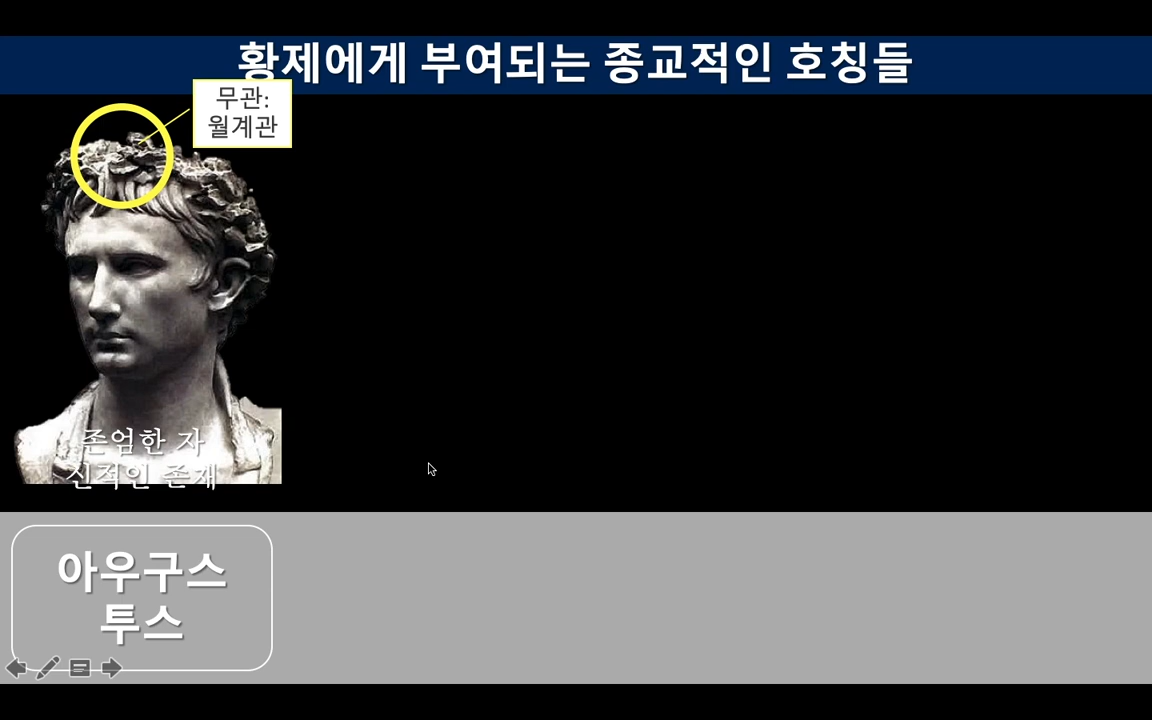 황제에게 부여되는 종교적인 호칭들
무관:
월계관
존엄한 자
신적인 존재
아우구스
투스